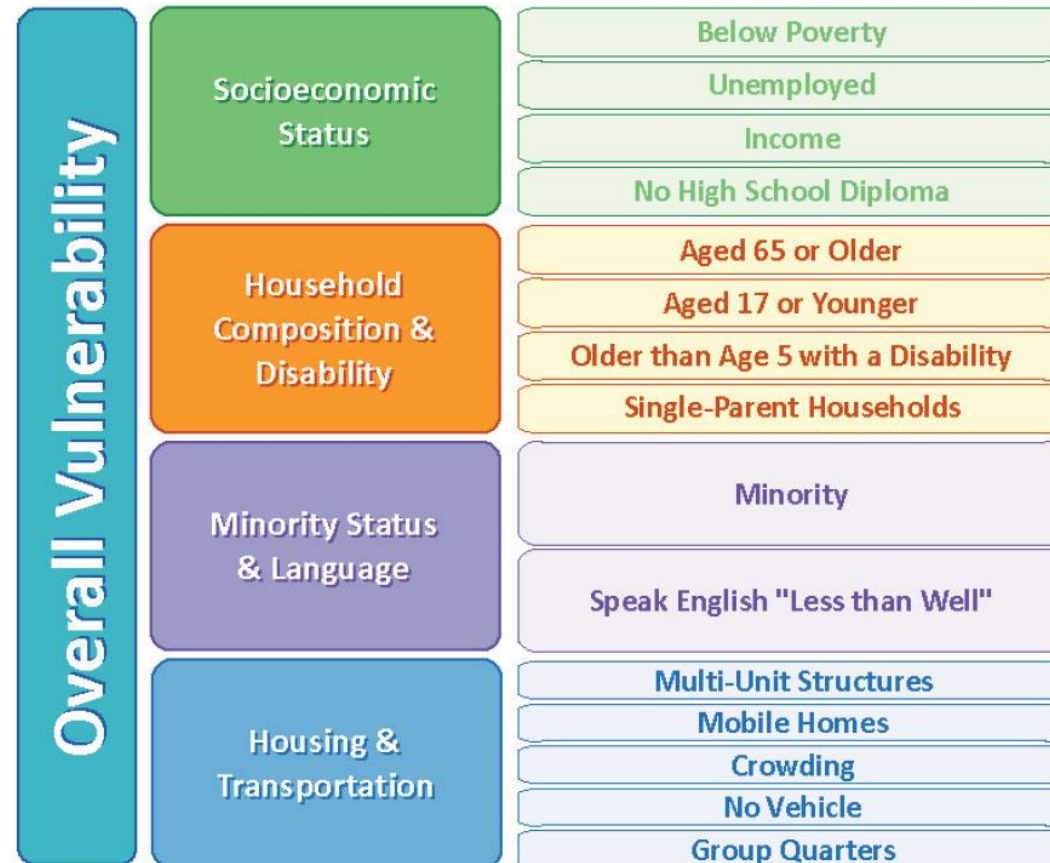 Overall Vulnerability
Socioeconomic
Status
Below Poverty
Unemployed
Income
No High School Diploma
Household
Composition &
Disability
Aged 65 or Older
Aged 17 or Younger
Older than Age 5 with a Disability
Single-Parent Households
Minority Status
& Language
Minority
Speak English "Less than Well"
Housing &
Transportation
Multi-Unit Structures
Mobile Homes
Crowding
No Vehicle
Group Quarters